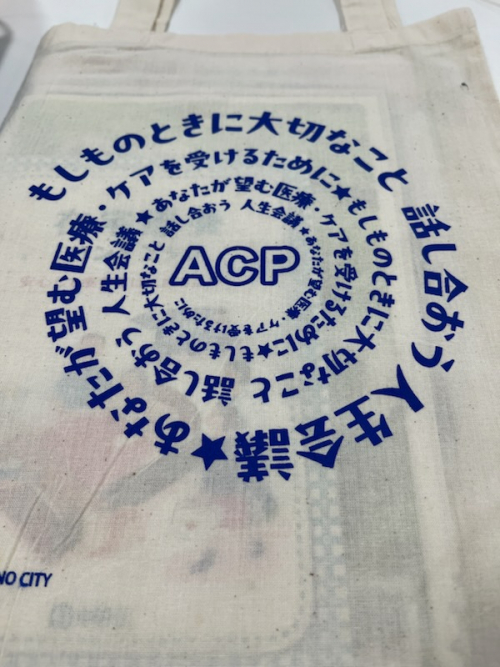 もしものときに大切なこと 話し合おう 人生会議★あなたが望む医療・ケアを受けるために★もしものときに大切なこと 話し合おう 人生会議★あなたが望む医療・ケアを受けるために★もしものときに大切なこと 話し合おう 人生会議★あなたが望む医療・ケアを受けるために
ACP
NO CITY